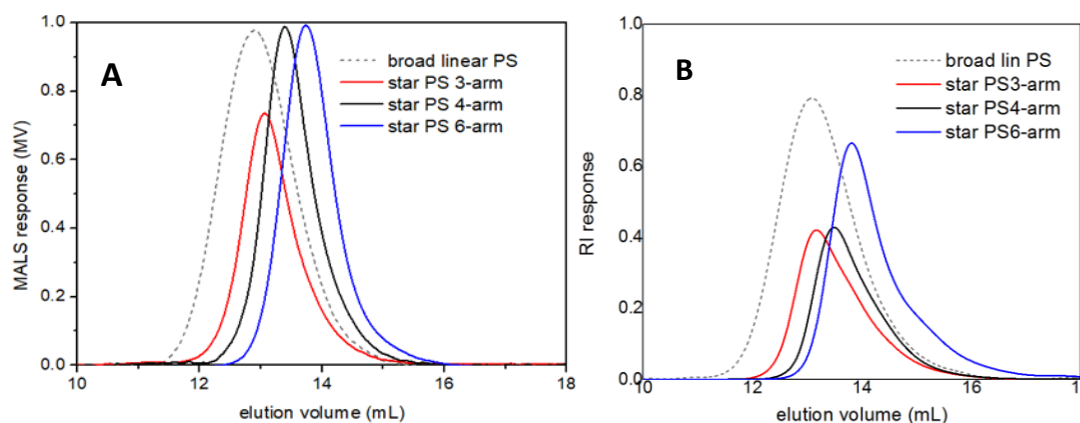 A
MALS response (MV)
1.0
0.8
0.6
0.4
0.2
0.0
broad linear PS
star PS 3-arm
star PS 4-arm
star PS 6-arm
10 12 14 16 18
elution volume (mL)
B
RI response
1.0
0.8
0.6
0.4
0.2
0.0
broad lin PS
star PS3-arm
star PS4-arm
star PS6-arm
10 12 14 16
elution volume (mL)